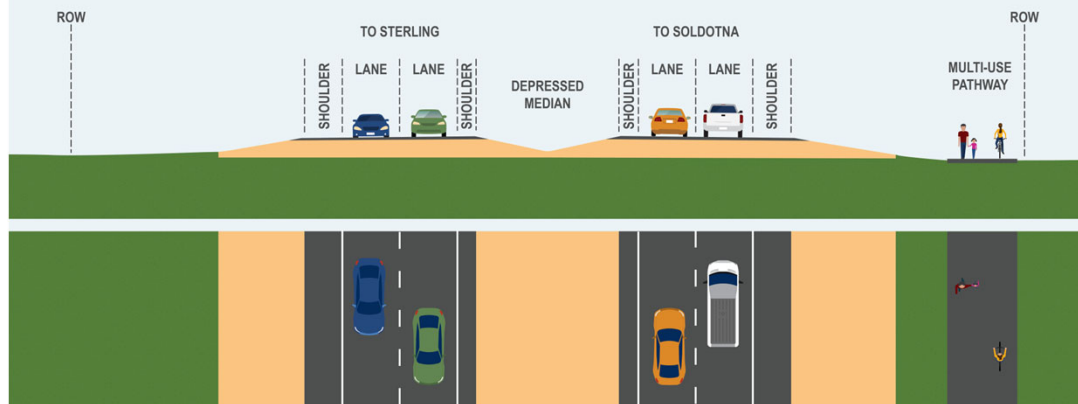 ROW
ROW
TO STERLING
TO SOLDOTNA
SHOULDER
LANE
LANE
SHOULDER
DEPRESSED
MEDIAN
SHOULDER
LANE
LANE
SHOULDER
MULTI-USE
PATHWAY